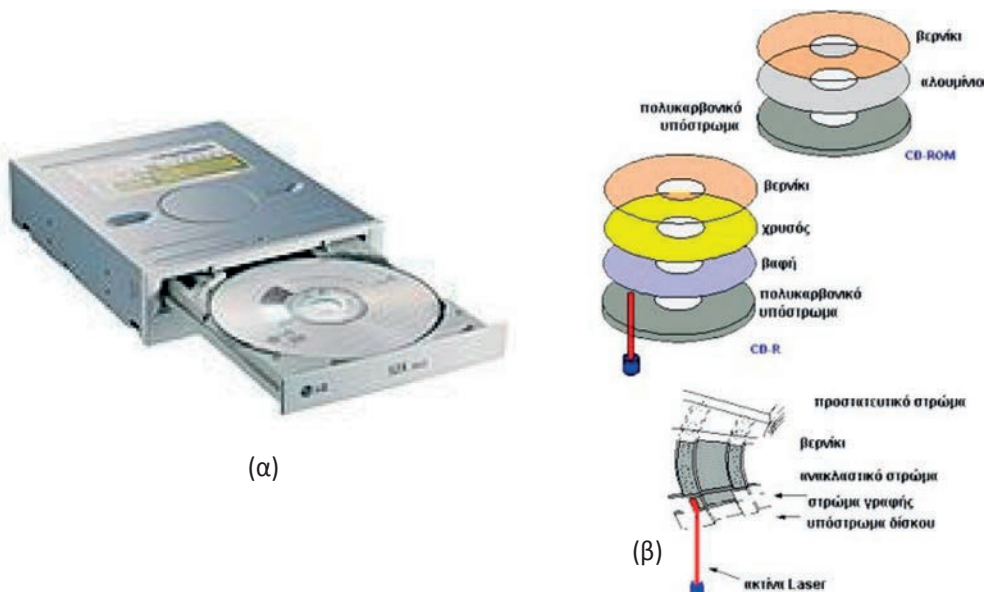 βερνίκι
αλουμίνιο
πολυκαρβονικό
υπόστρωμα
CD-ROM
βερνίκι
χρυσός
βαφή
πολυκαρβονικό
υπόστρωμα
CD-R
LG
52X
(α)
προστατευτικό στρώμα
βερνίκι
ανακλαστικό στρώμα
στρώμα γραφής
υπόστρωμα δίσκου
(β)
ακτίνα Laser